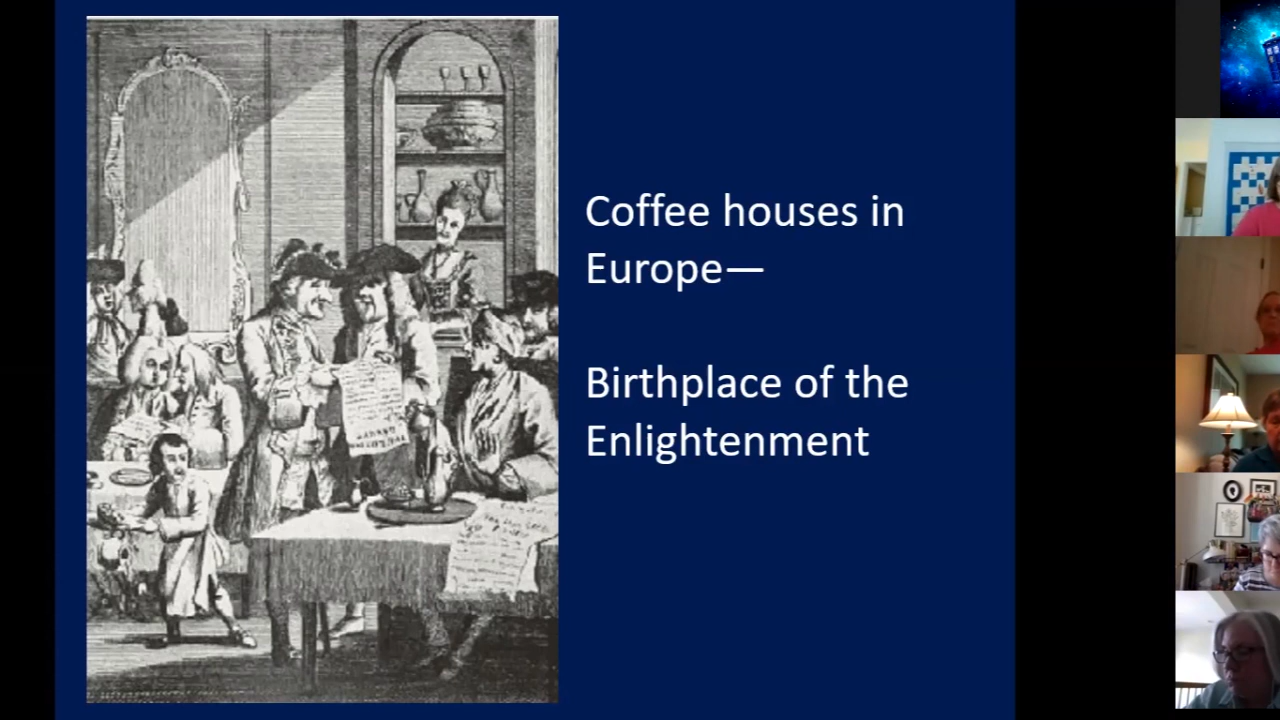 Coffee houses in
Europe—
Birthplace of the
Enlightenment